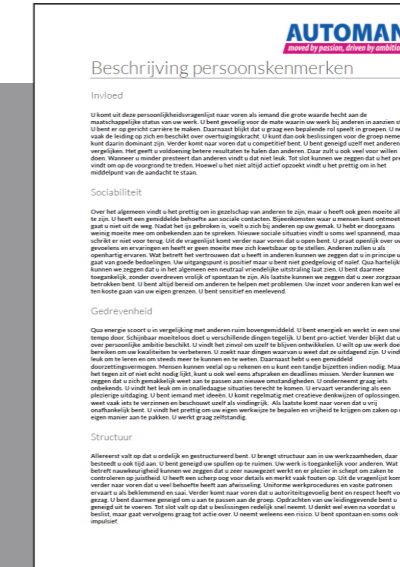 AUTOMAN
moved by passion, driven by ambitio
Beschrijving persoonskenmerken
Invloed
U komt uit deze persoonlijkheidsvragenlijst naar voren als iemand die grote waarde hecht aan de
maatschappelijke status van uw werk. U bent gevoelig voor de mate waarin uw werk bij anderen in aanzien st
U bent er op gericht carrière te maken. Daarnaast blijkt dat u graag een bepalende rol speelt in groepen. U ne
vaak de leiding op zich en beschikt over overtuigingskracht. U kunt dan ook beslissingen voor de groep neme
kunt daarin dominant zijn. Verder komt naar voren dat u competitief bent. U bent geneigd uzelf met anderen
vergelijken. Het geeft u voldoening betere resultaten te halen dan anderen. Daar zult u ook veel voor willen
doen. Wanneer u minder presteert dan anderen vindt u dat niet leuk. Tot slot kunnen we zeggen dat u het pre
vindt om op de voorgrond te treden. Hoewel u het niet altijd actief opzoekt vindt u het prettig om in het
middelpunt van de aandacht te staan.
Sociabiliteit
Over het algemeen vindt u het prettig om in gezelschap van anderen te zijn, maar u hoeft ook geen moeite all
te zijn. U heeft een gemiddelde behoefte aan sociale contacten. Bijeenkomsten waar u mensen kunt ontmoet
gaat u niet uit de weg. Nadat het ijs gebroken is, voelt u zich bij anderen op uw gemak. U hebt er doorgaans
weinig moeite mee om onbekenden aan te spreken. Nieuwe sociale situaties vindt u soms wel spannend, maa
schrikt er niet voor terug. Uit de vragenlijst komt verder naar voren dat u open bent. U praat openlijk over uw
gevoelens en ervaringen en heeft er geen moeite mee zich kwetsbaar op te stellen. Anderen zullen u als
openhartig ervaren. Wat betreft het vertrouwen dat u heeft in anderen kunnen we zeggen dat u in principe u
gaat van goede bedoelingen. Uw uitgangspunt is positief maar u bent niet goedgelovig of naïef. Qua hartelijk
kunnen we zeggen dat u in het algemeen een neutraal vriendelijke uitstraling laat zien. U bent daarmee
toegankelijk, zonder overdreven vrolijk of spontaan te zijn. Als laatste kunnen we zeggen dat u zeer zorgzaam
betrokken bent. U bent altijd bereid om anderen te helpen met problemen. Uw inzet voor anderen kan wel ee
ten koste gaan van uw eigen grenzen. U bent sensitief en meelevend.
Gedrevenheid
Qua energie scoort u in vergelijking met anderen ruim bovengemiddeld. U bent energiek en werkt in een snel
tempo door. Schijnbaar moeiteloos doet u verschillende dingen tegelijk. U bent pro-actief. Verder blijkt dat u
over persoonlijke ambitie beschikt. U vindt het zinvol om uzelf te blijven ontwikkelen. U wilt op uw werk doel
bereiken om uw kwaliteiten te verbeteren. U zoekt naar dingen waarvan u weet dat ze uitdagend zijn. U vindt
leuk om te leren en om steeds meer te kunnen en te weten. Daarnaast hebt u een gemiddeld
doorzettingsvermogen. Mensen kunnen veelal op u rekenen en u kunt een tandje bijzetten indien nodig. Maa
het tegen zit of niet echt nodig lijkt, kunt u ook wel eens afspraken en deadlines missen. Verder kunnen we
zeggen dat u zich gemakkelijk weet aan te passen aan nieuwe omstandigheden. U onderneemt graag iets
onbekends. U vindt het leuk om in onalledaagse situaties terecht te komen. U ervaart verandering als een
plezierige uitdaging. U bent iemand met ideeën. U komt regelmatig met creatieve denkwijzen of oplossingen,
weet vaak iets te verzinnen en beschouwt uzelf als vindingrijk. Als laatste komt naar voren dat u vrij
onafhankelijk bent. U vindt het prettig om uw eigen werkwijze te bepalen en vrijheid te krijgen om zaken op u
eigen manier aan te pakken. U werkt graag zelfstandig.
Structuur
Allereerst valt op dat u ordelijk en gestructureerd bent. U brengt structuur aan in uw werkzaamheden, daar
besteedt u ook tijd aan. U bent geneigd uw spullen op te ruimen. Uw werk is toegankelijk voor anderen. Wat
betreft nauwkeurigheid kunnen we zeggen dat u zeer nauwgezet werkt en er plezier in schept om zaken te
controleren op juistheid. U heeft een scherp oog voor details en merkt vaak fouten op. Uit de vragenlijst kom
verder naar voren dat u veel behoefte heeft aan afwisseling. Uniforme werkprocedures en vaste patronen
ervaart u als beklemmend en saai. Verder komt naar voren dat u autoriteitsgevoelig bent en respect heeft vo
gezag. U bent daarmee geneigd om u aan te passen aan de groep. Opdrachten van uw leidinggevende bent u
geneigd uit te voeren. Tot slot valt op dat u beslissingen redelijk snel neemt. U denkt wel even na voordat u
beslist, maar gaat vervolgens graag tot actie over. U neemt weleens een risico. U bent spontaan en soms ook
impulsief.